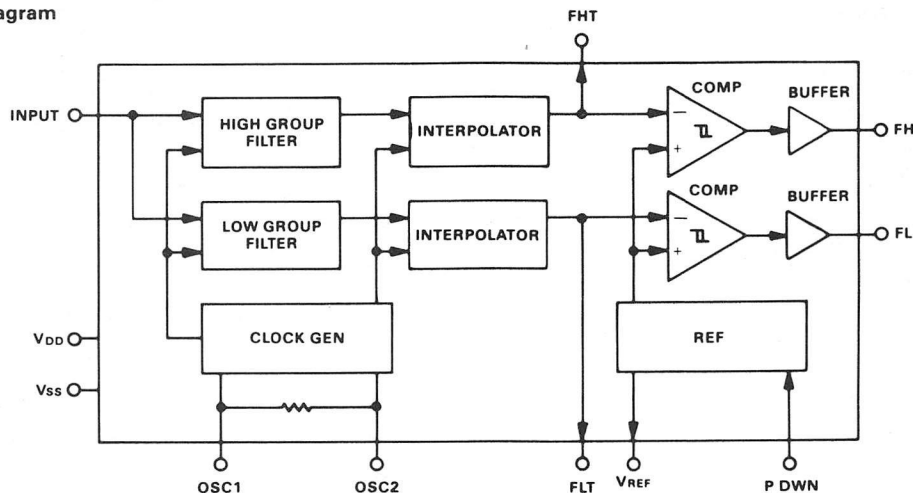 agram
FHT
INPUT
HIGH GROUP
FILTER
INTERPOLATOR
COMP
-
+
BUFFER
FH
LOW GROUP
FILTER
INTERPOLATOR
COMP
-
+
BUFFER
FL
VDD
VSS
CLOCK GEN
REF
OSC1
OSC2
FLT
VREF
P DWN